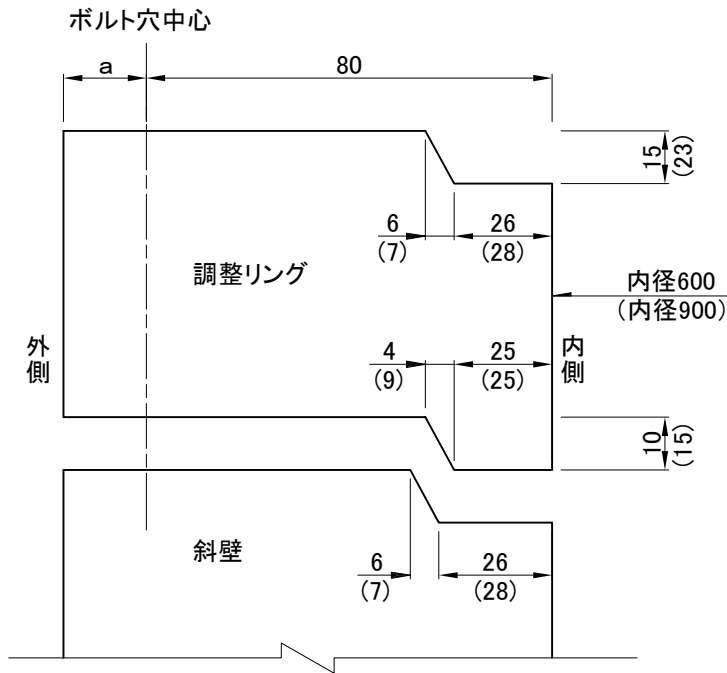 ボルト穴中心
a
80
15
(23)
6
(7)
26
(28)
調整リング
内径600
(内径900)
外側
4
(9)
25
(25)
内側
10
(15)
斜壁
6
(7)
26
(28)